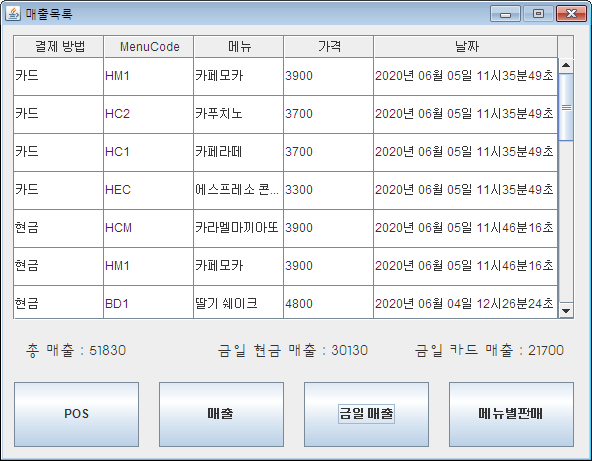 매출목록
결제 방법 MenuCode 메뉴 가격 날짜
카드 HM1 카페모카 3900 2020년 06월 05일 11시35분49초
카드 HC2 카푸치노 3700 2020년 06월 05일 11시35분49초
카드 HC1 카페라떼 3700 2020년 06월 05일 11시35분49초
카드 HEC 에스프레소 콘... 3300 2020년 06월 05일 11시35분49초
현금 HCM 카라멜마끼아또 3900 2020년 06월 05일 11시46분16초
현금 HM1 카페모카 3900 2020년 06월 05일 11시46분16초
현금 BD1 딸기 쉐이크 4800 2020년 06월 04일 12시26분24초
총 매출 : 51830 금일 현금 매출 : 30130 금일 카드 매출 : 21700
POS 매출 금일 매출 메뉴별판매